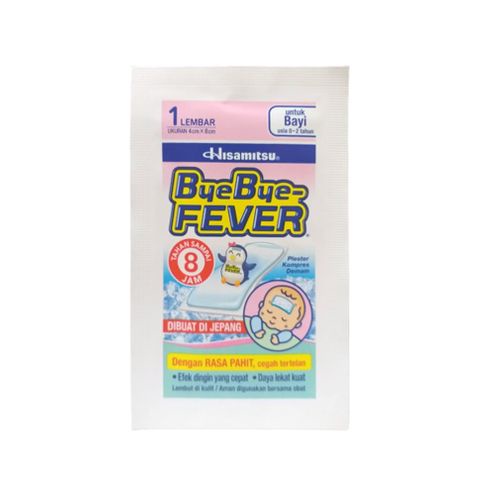 1 LEMBAR
UKURAN 4cm x 8cm
untuk
Bayi
usia 0-2 tahun
Hisamitsu®
ByeBye-
FEVER®
TAHAN SAMPAI
8
JAM
ByeBye
FEVER
Plester
Kompres
Demam
DIBUAT DI JEPANG
Dengan RASA PAHIT, cegah tertelan
• Efek dingin yang cepat • Daya lekat kuat
Lembut di kulit / Aman digunakan bersama obat